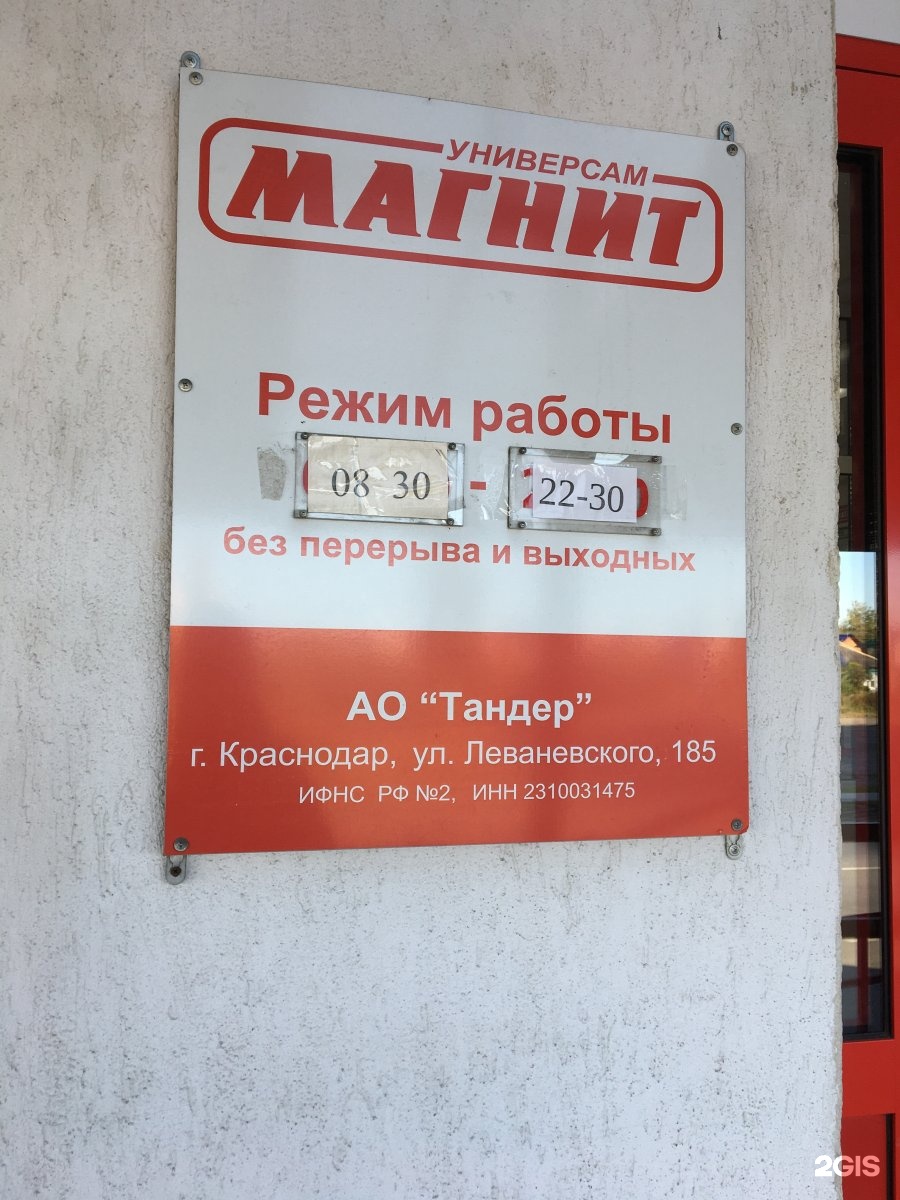 УНИВЕРСАМ
МАГНИТ
Режим работы
08 30 - 22-30
без перерыва и выходных
АО “Тандер”
г. Краснодар, ул. Леваневского, 185
ИФНС РФ №2, ИНН 2310031475
2GIS